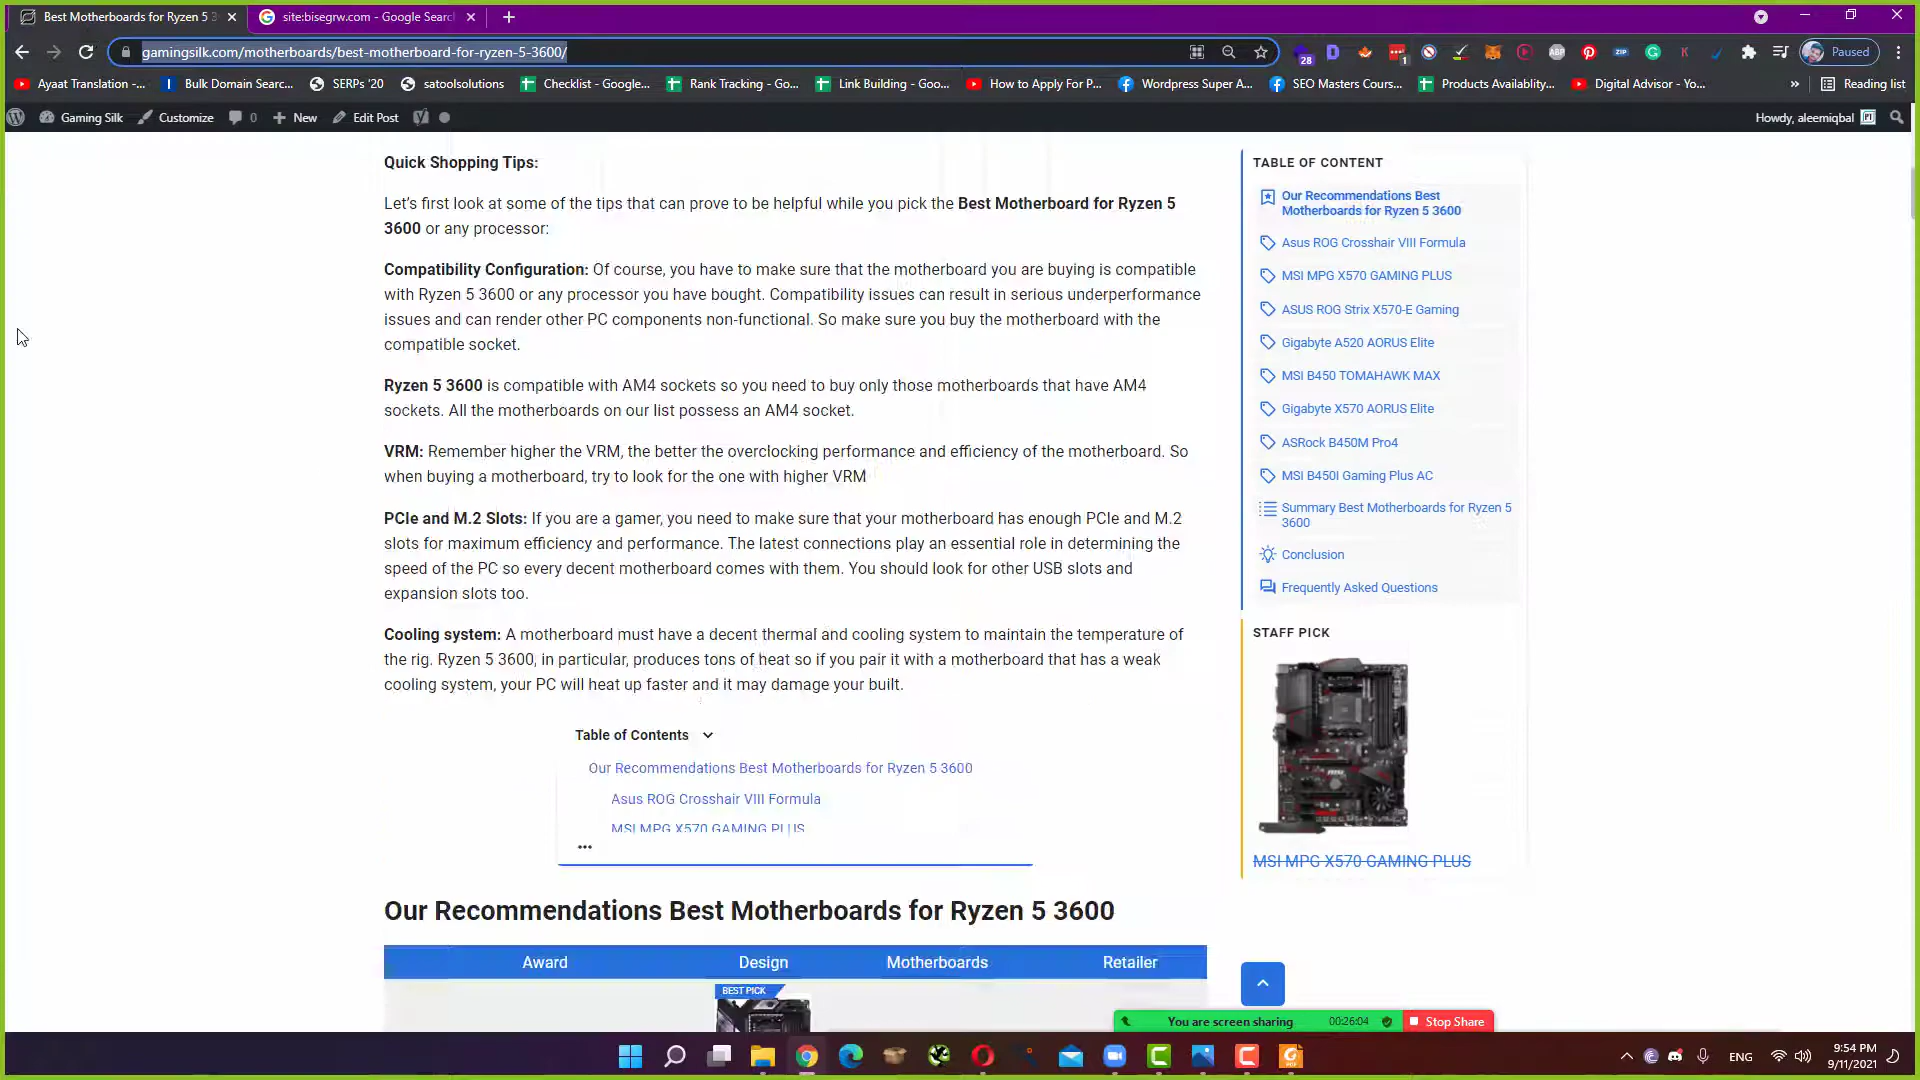 Best Motherboards for Ryzen 5 3
site:bisegrw.com - Google Searc
gamingsilk.com/motherboards/best-motherboard-for-ryzen-5-3600/
28
1
ABP
ZIP
K
Paused
Ayaat Translation -...
Bulk Domain Searc...
SERPs '20
satoolsolutions
Checklist - Google...
Rank Tracking - Go...
Link Building - Goo...
How to Apply For P...
Wordpress Super A...
SEO Masters Cours...
Products Availablity...
Digital Advisor - Yo...
»
Reading list
Gaming Silk
Customize
0
New
Edit Post
Howdy, aleemiqbal
Quick Shopping Tips:
Let's first look at some of the tips that can prove to be helpful while you pick the Best Motherboard for Ryzen 5
3600 or any processor:
Compatibility Configuration: Of course, you have to make sure that the motherboard you are buying is compatible
with Ryzen 5 3600 or any processor you have bought. Compatibility issues can result in serious underperformance
issues and can render other PC components non-functional. So make sure you buy the motherboard with the
compatible socket.
Ryzen 5 3600 is compatible with AM4 sockets so you need to buy only those motherboards that have AM4
sockets. All the motherboards on our list possess an AM4 socket.
VRM: Remember higher the VRM, the better the overclocking performance and efficiency of the motherboard. So
when buying a motherboard, try to look for the one with higher VRM
PCIe and M.2 Slots: If you are a gamer, you need to make sure that your motherboard has enough PCIe and M.2
slots for maximum efficiency and performance. The latest connections play an essential role in determining the
speed of the PC so every decent motherboard comes with them. You should look for other USB slots and
expansion slots too.
Cooling system: A motherboard must have a decent thermal and cooling system to maintain the temperature of
the rig. Ryzen 5 3600, in particular, produces tons of heat so if you pair it with a motherboard that has a weak
cooling system, your PC will heat up faster and it may damage your built.
Table of Contents
Our Recommendations Best Motherboards for Ryzen 5 3600
Asus ROG Crosshair VIII Formula
MSI MPG X570 GAMING PLUS
...
Our Recommendations Best Motherboards for Ryzen 5 3600
Award
Design
Motherboards
Retailer
BEST PICK
TABLE OF CONTENT
Our Recommendations Best
Motherboards for Ryzen 5 3600
Asus ROG Crosshair VIII Formula
MSI MPG X570 GAMING PLUS
ASUS ROG Strix X570-E Gaming
Gigabyte A520 AORUS Elite
MSI B450 TOMAHAWK MAX
Gigabyte X570 AORUS Elite
ASRock B450M Pro4
MSI B450I Gaming Plus AC
Summary Best Motherboards for Ryzen 5
3600
Conclusion
Frequently Asked Questions
STAFF PICK
MSI MPG X570 GAMING PLUS
You are screen sharing
00:26:04
Stop Share
ENG
9:54 PM
9/11/2021